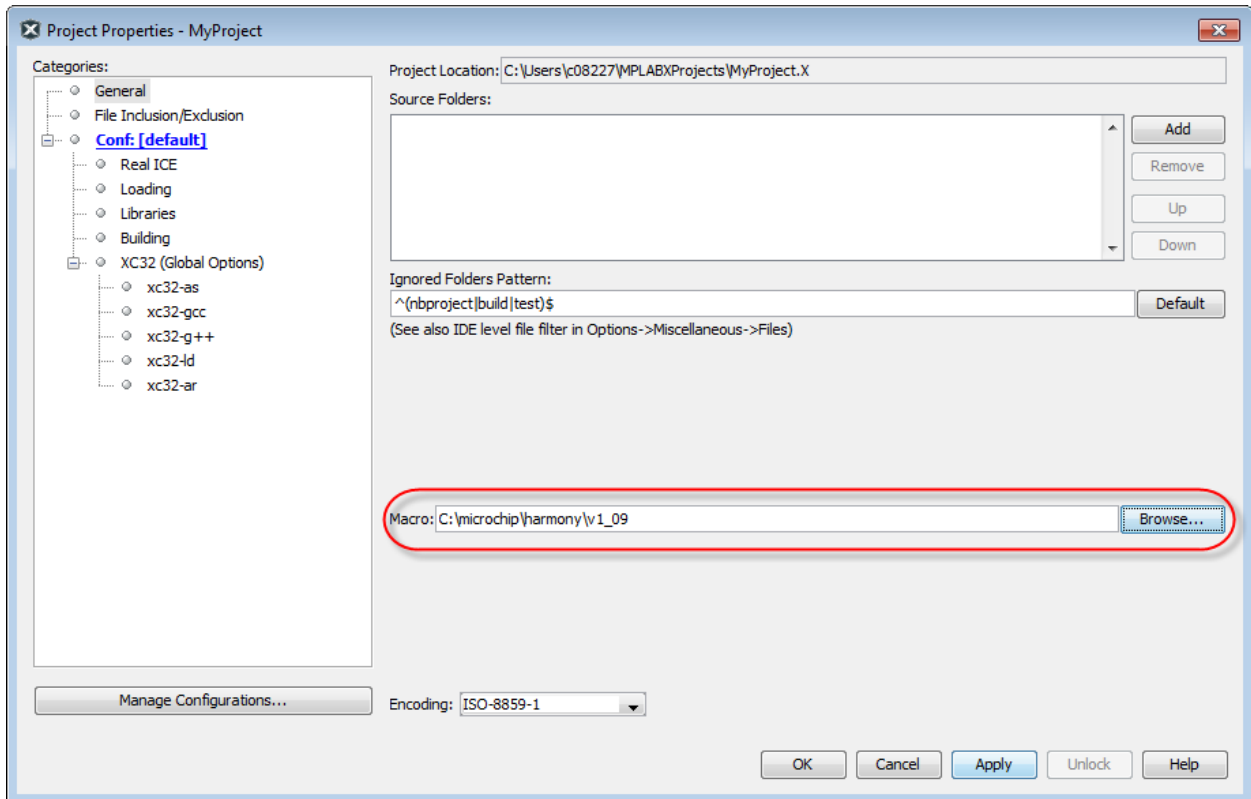 Project Properties - MyProject
Categories:
General
File Inclusion/Exclusion
Conf: [default]
Real ICE
Loading
Libraries
Building
XC32 (Global Options)
xc32-as
xc32-gcc
xc32-g++
xc32-ld
xc32-ar
Manage Configurations...
Project Location: C:\Users\c08227\MPLABXProjects\MyProject.X
Source Folders:
Add
Remove
Up
Down
Ignored Folders Pattern:
^(nbproject|build|test)$ Default
(See also IDE level file filter in Options->Miscellaneous->Files)
Macro: C:\microchip\harmony\v1_09 Browse...
Encoding: ISO-8859-1
OK Cancel Apply Unlock Help